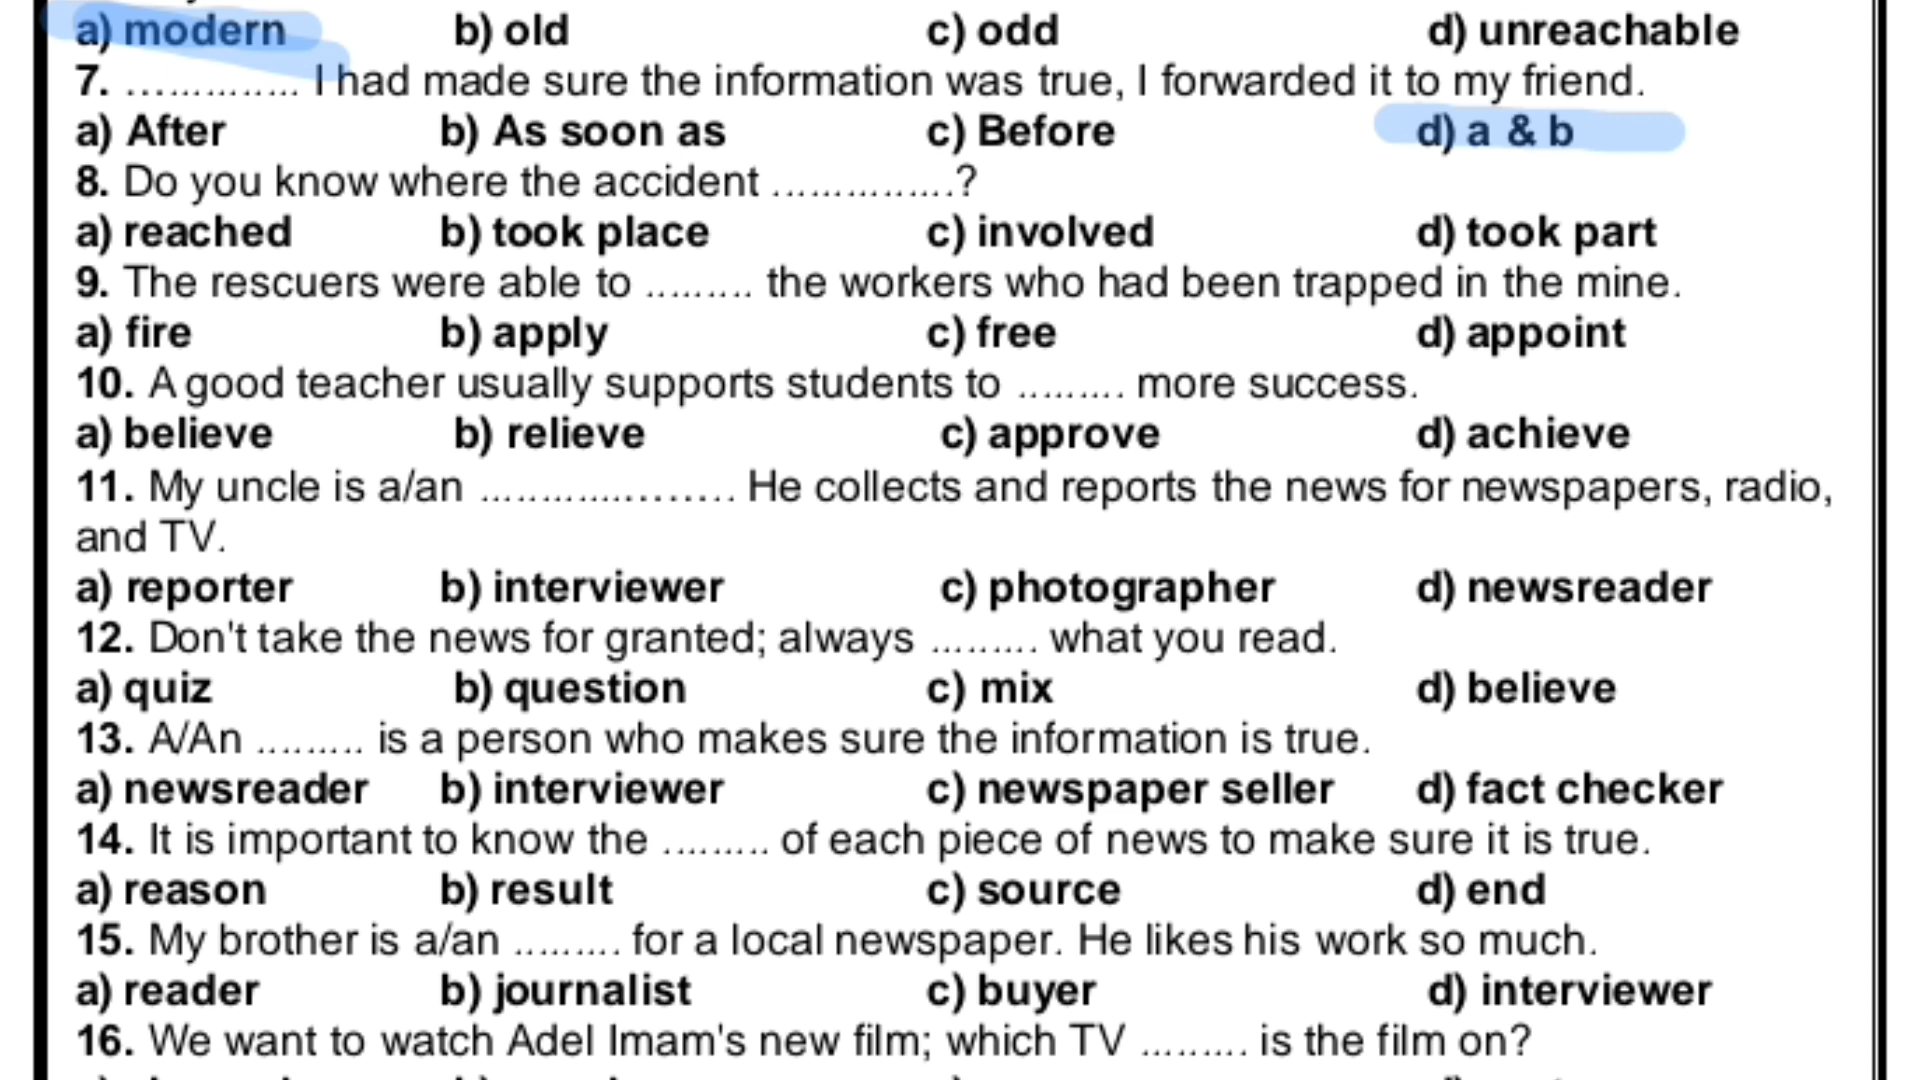 a) modern b) old c) odd d) unreachable
7. .............. I had made sure the information was true, I forwarded it to my friend.
a) After b) As soon as c) Before d) a & b
8. Do you know where the accident ...............?
a) reached b) took place c) involved d) took part
9. The rescuers were able to ......... the workers who had been trapped in the mine.
a) fire b) apply c) free d) appoint
10. A good teacher usually supports students to ......... more success.
a) believe b) relieve c) approve d) achieve
11. My uncle is a/an .................... He collects and reports the news for newspapers, radio,
and TV.
a) reporter b) interviewer c) photographer d) newsreader
12. Don't take the news for granted; always ......... what you read.
a) quiz b) question c) mix d) believe
13. A/An ......... is a person who makes sure the information is true.
a) newsreader b) interviewer c) newspaper seller d) fact checker
14. It is important to know the ......... of each piece of news to make sure it is true.
a) reason b) result c) source d) end
15. My brother is a/an ......... for a local newspaper. He likes his work so much.
a) reader b) journalist c) buyer d) interviewer
16. We want to watch Adel Imam's new film; which TV ......... is the film on?